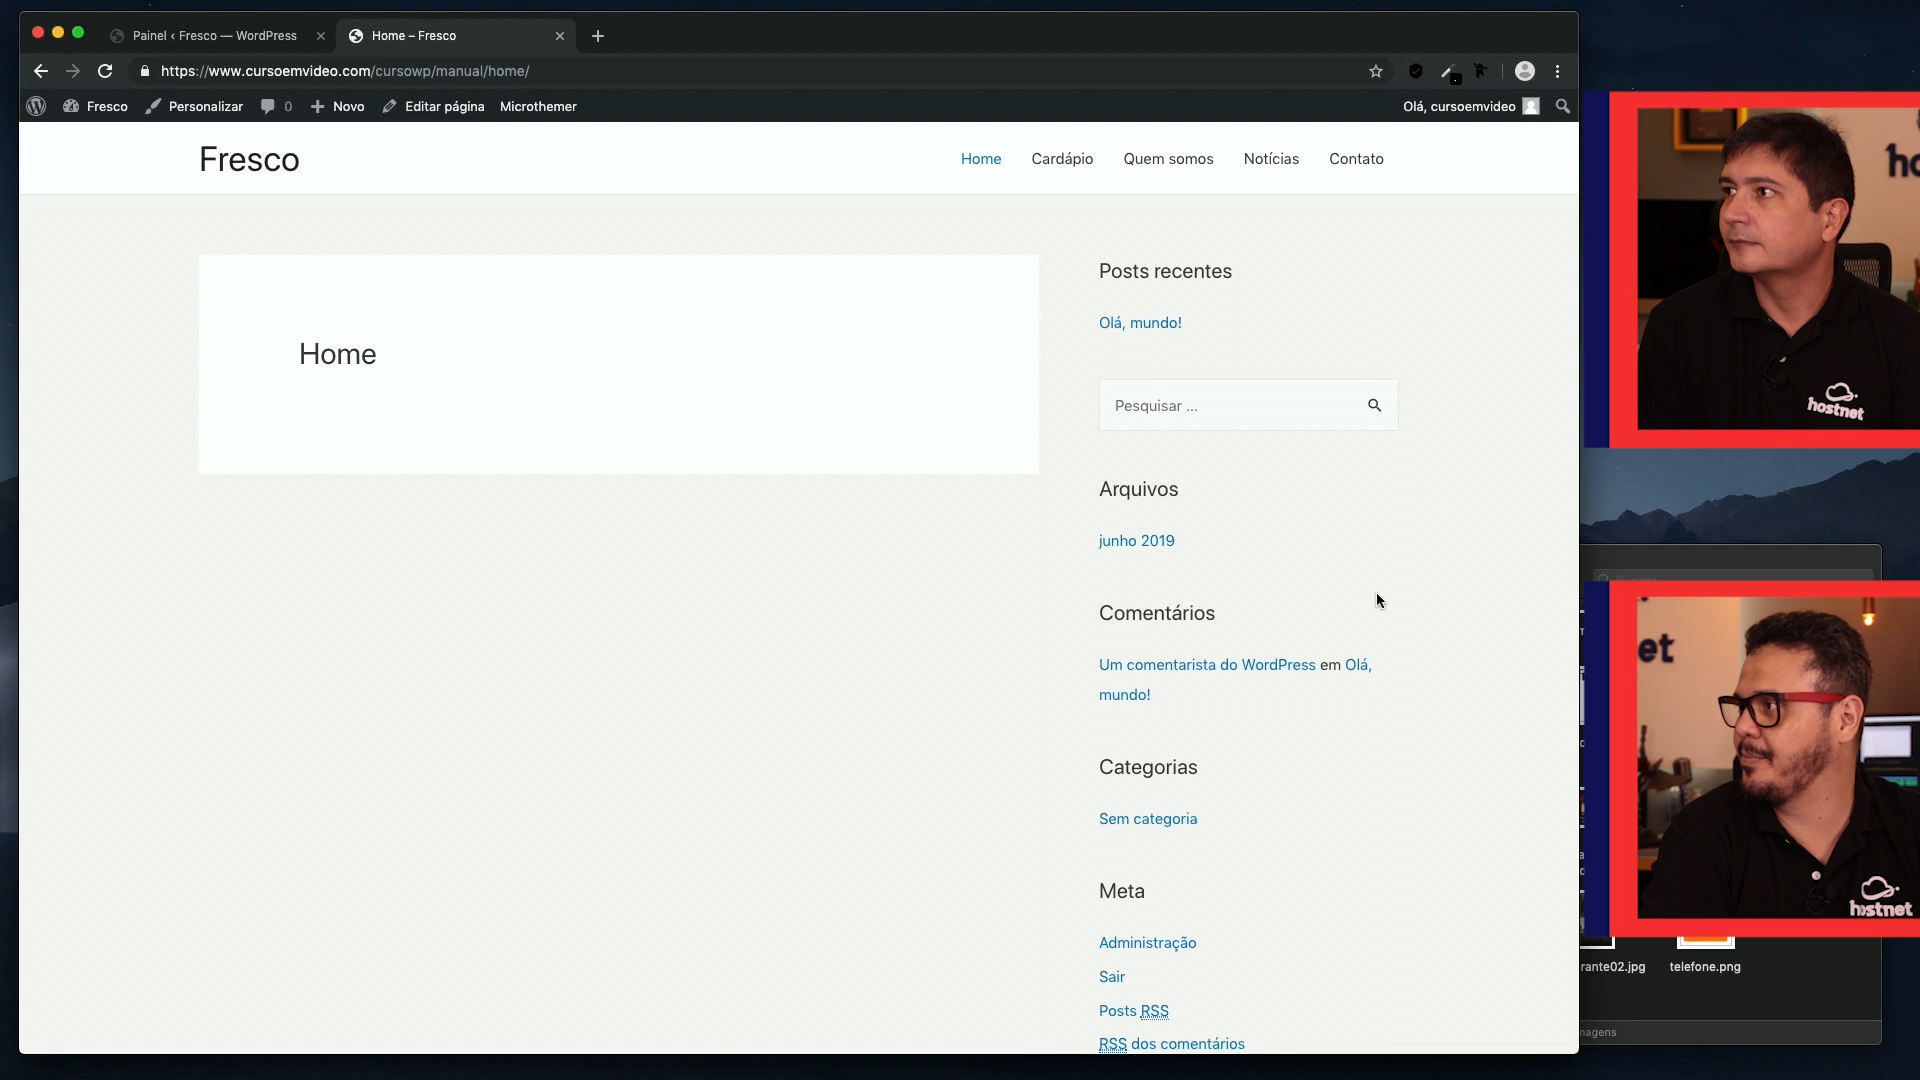 Painel ‹ Fresco — WordPress
Home – Fresco
https://www.cursoemvideo.com/cursowp/manual/home/
Fresco
Personalizar
0
Novo
Editar página
Microthemer
Olá, cursoemvideo
Fresco
Home
Cardápio
Quem somos
Notícias
Contato
Home
Posts recentes
Olá, mundo!
Pesquisar ...
Arquivos
junho 2019
Comentários
Um comentarista do WordPress em Olá,
mundo!
Categorias
Sem categoria
Meta
Administração
Sair
Posts RSS
RSS dos comentários
hostnet
et
hostnet
rante02.jpg
telefone.png
nagens